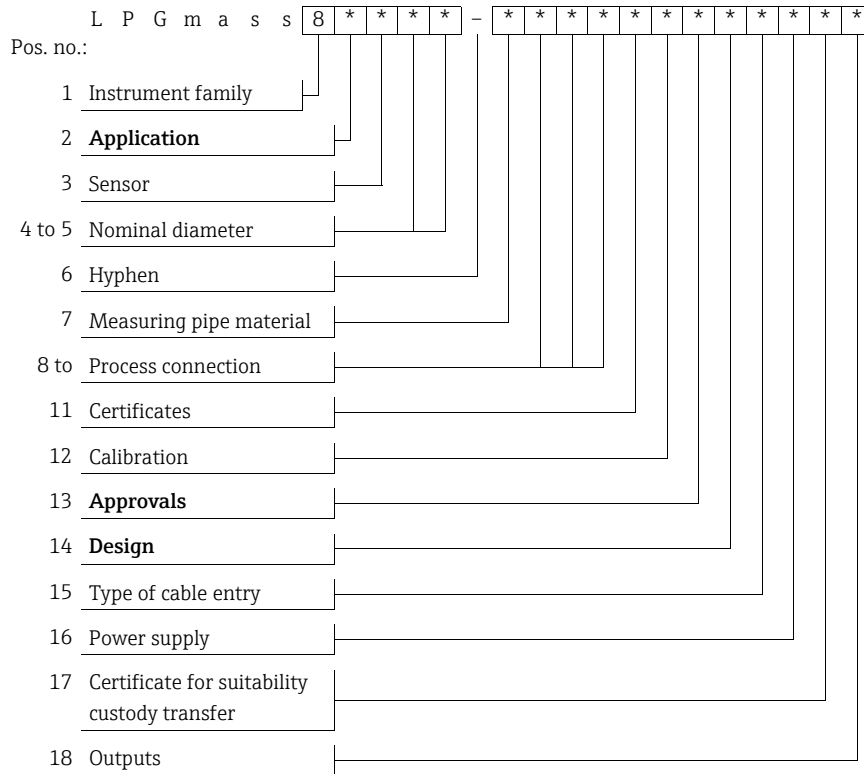 L P G m a s s 8 * * * * – * * * * * * * * * * * *
Pos. no.:
1 Instrument family
2 Application
3 Sensor
4 to 5 Nominal diameter
6 Hyphen
7 Measuring pipe material
8 to Process connection
11 Certificates
12 Calibration
13 Approvals
14 Design
15 Type of cable entry
16 Power supply
17 Certificate for suitability
custody transfer
18 Outputs